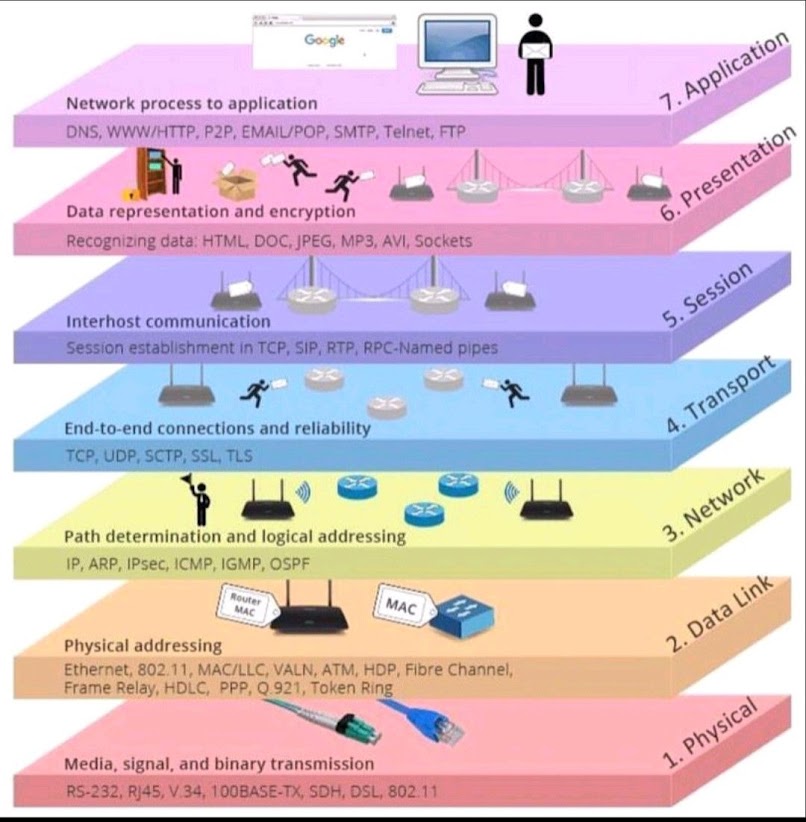 Google
7. Application
Network process to application
DNS, WWW/HTTP, P2P, EMAIL/POP, SMTP, Telnet, FTP
6. Presentation
Data representation and encryption
Recognizing data: HTML, DOC, JPEG, MP3, AVI, Sockets
5. Session
Interhost communication
Session establishment in TCP, SIP, RTP, RPC-Named pipes
4. Transport
End-to-end connections and reliability
TCP, UDP, SCTP, SSL, TLS
3. Network
Path determination and logical addressing
IP, ARP, IPsec, ICMP, IGMP, OSPF
Router
MAC
MAC
2. Data Link
Physical addressing
Ethernet, 802.11, MAC/LLC, VALN, ATM, HDP, Fibre Channel,
Frame Relay, HDLC, PPP, Q.921, Token Ring
1. Physical
Media, signal, and binary transmission
RS-232, RJ45, V.34, 100BASE-TX, SDH, DSL, 802.11